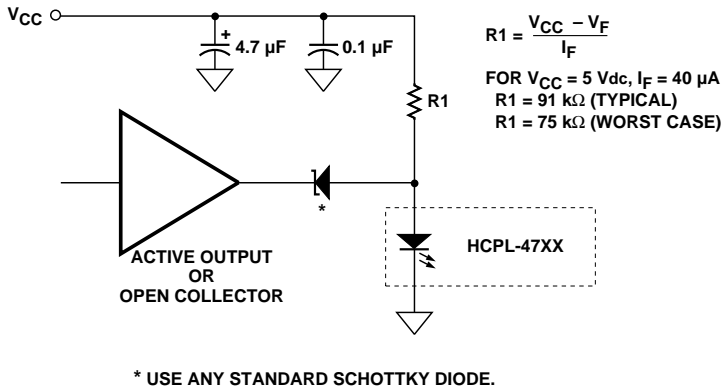 VCC
+
4.7 µF
0.1 µF
R1
R1 = VCC – VF
IF
FOR VCC = 5 Vdc, IF = 40 µA
R1 = 91 kΩ (TYPICAL)
R1 = 75 kΩ (WORST CASE)
*
HCPL-47XX
ACTIVE OUTPUT
OR
OPEN COLLECTOR
* USE ANY STANDARD SCHOTTKY DIODE.